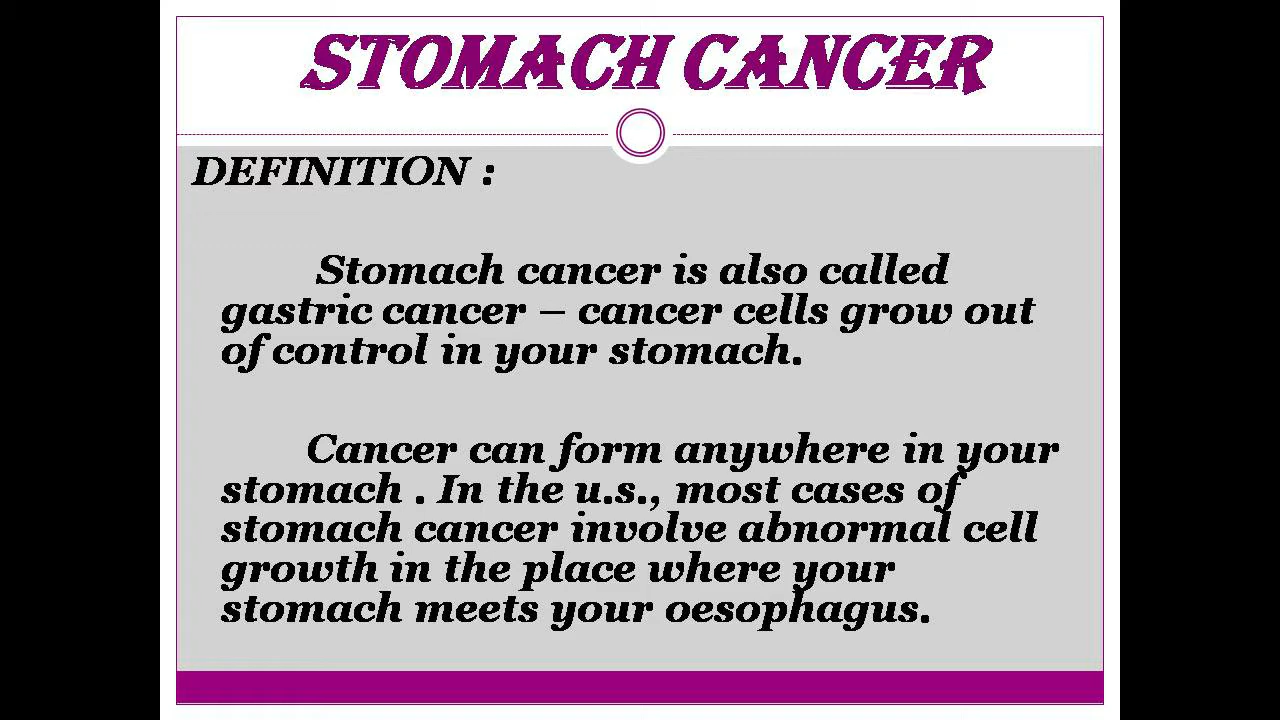 STOMACH CANCER
DEFINITION :
Stomach cancer is also called
gastric cancer – cancer cells grow out
of control in your stomach.
Cancer can form anywhere in your
stomach . In the u.s., most cases of
stomach cancer involve abnormal cell
growth in the place where your
stomach meets your oesophagus.